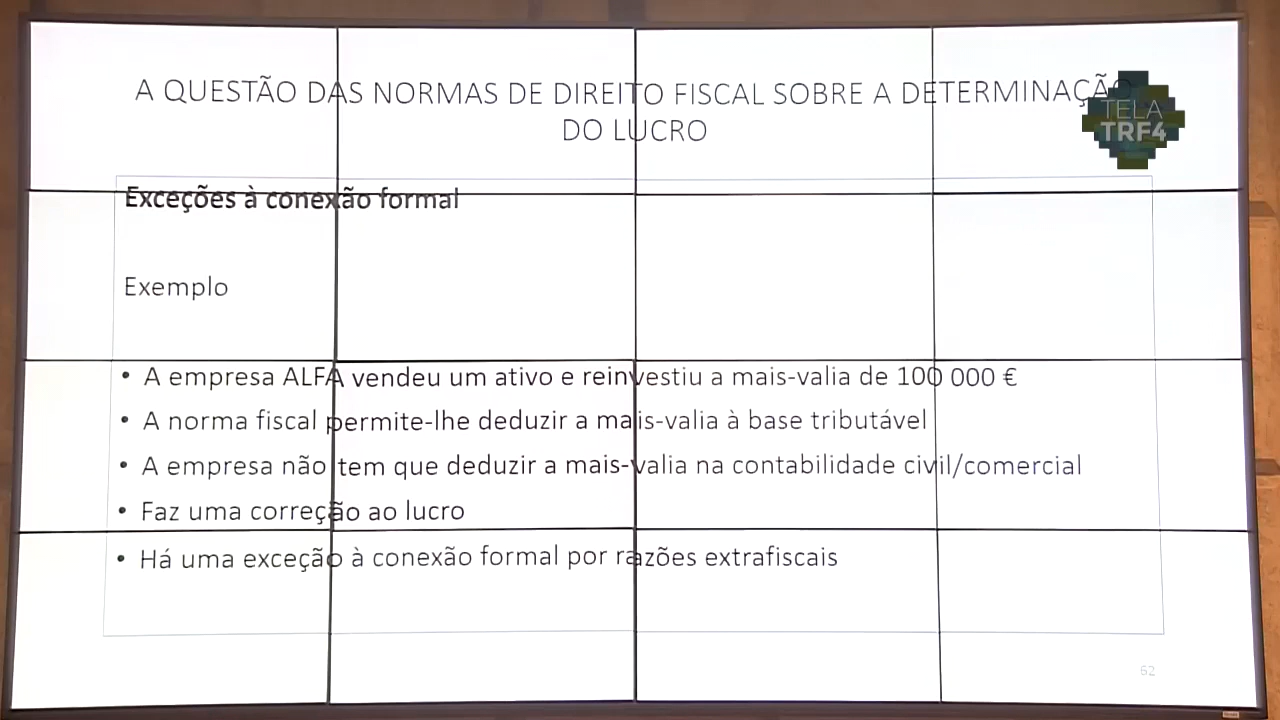 A QUESTÃO DAS NORMAS DE DIREITO FISCAL SOBRE A DETERMINAÇÃO
DO LUCRO
TELA
TRF4
Exceções à conexão formal
Exemplo
• A empresa ALFA vendeu um ativo e reinvestiu a mais-valia de 100 000 €
• A norma fiscal permite-lhe deduzir a mais-valia à base tributável
• A empresa não tem que deduzir a mais-valia na contabilidade civil/comercial
• Faz uma correção ao lucro
• Há uma exceção à conexão formal por razões extrafiscais
62